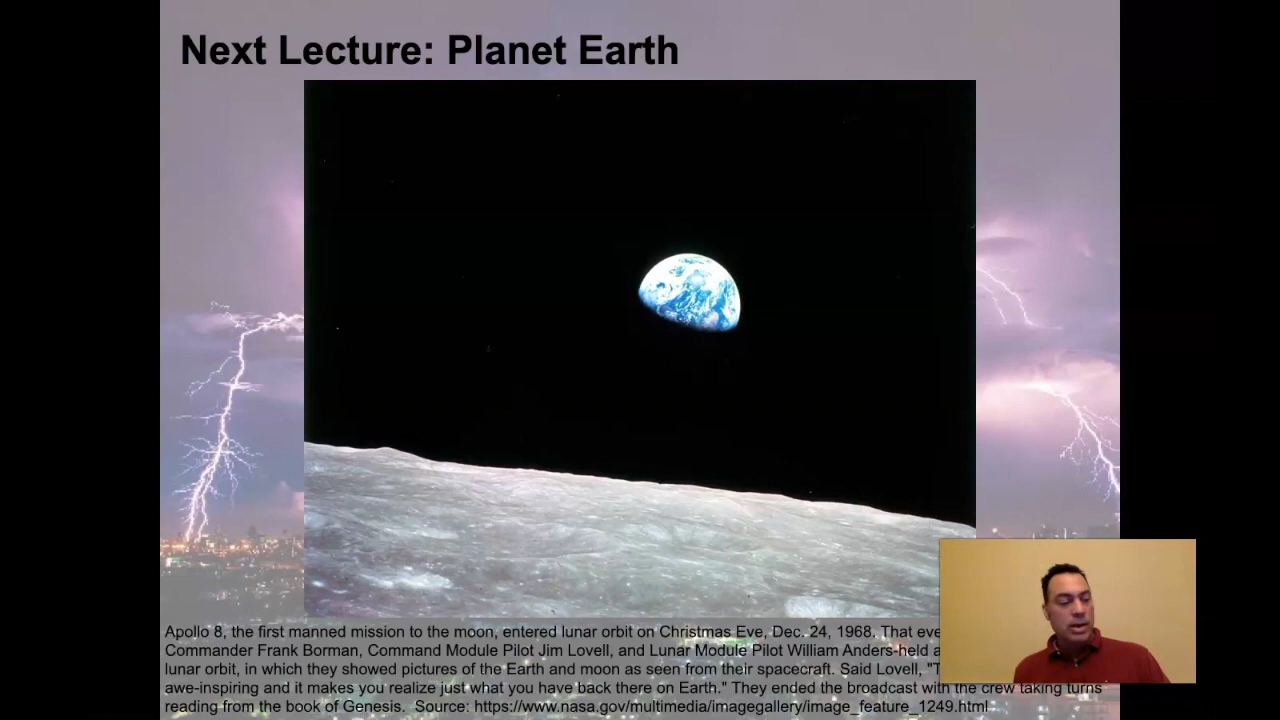 Next Lecture: Planet Earth
Apollo 8, the first manned mission to the moon, entered lunar orbit on Christmas Eve, Dec. 24, 1968. That
Commander Frank Borman, Command Module Pilot Jim Lovell, and Lunar Module Pilot William Anders-held
lunar orbit, in which they showed pictures of the Earth and moon as seen from their spacecraft. Said Lovell,
awe-inspiring and it makes you realize just what you have back there on Earth." They ended the broadcast with the crew taking turns
reading from the book of Genesis. Source: https://www.nasa.gov/multimedia/imagegallery/image_feature_1249.html